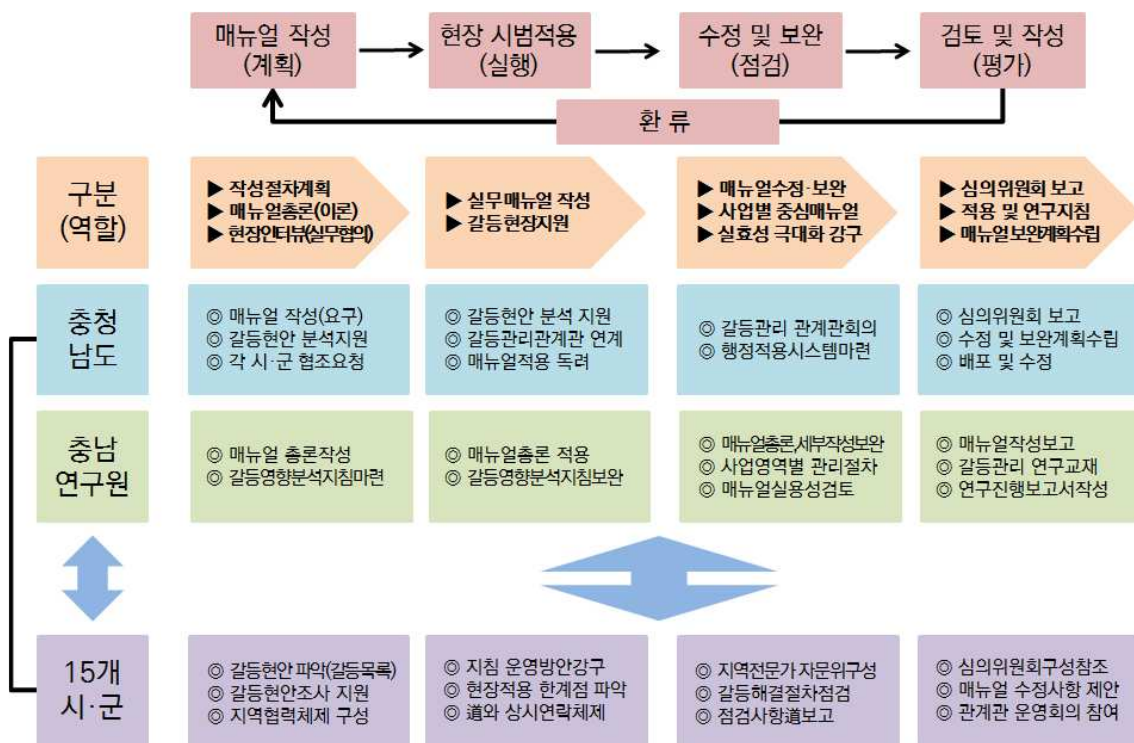 매뉴얼 작성
(계획)
현장 시범적용
(실행)
수정 및 보완
(점검)
검토 및 작성
(평가)
환 류
구분
(역할)
▶ 작성절차계획
▶ 매뉴얼총론(이론)
▶ 현장인터뷰(실무협의)
▶ 실무매뉴얼 작성
▶ 갈등현장지원
▶ 매뉴얼수정·보완
▶ 사업별 중심매뉴얼
▶ 실효성 극대화 강구
▶ 심의위원회 보고
▶ 적용 및 연구지침
▶ 매뉴얼보완계획수립
충청
남도
◎ 매뉴얼 작성(요구)
◎ 갈등현안 분석지원
◎ 각 시·군 협조요청
◎ 갈등현안 분석 지원
◎ 갈등관리관계관 연계
◎ 매뉴얼적용 독려
◎ 갈등관리 관계관회의
◎ 행정적용시스템마련
◎ 심의위원회 보고
◎ 수정 및 보완계획수립
◎ 배포 및 수정
충남
연구원
◎ 매뉴얼 총론작성
◎ 갈등영향분석지침마련
◎ 매뉴얼총론 적용
◎ 갈등영향분석지침보완
◎ 매뉴얼총론,세부작성보완
◎ 사업영역별 관리절차
◎ 매뉴얼실용성검토
◎ 매뉴얼작성보고
◎ 갈등관리 연구교재
◎ 연구진행보고서작성
15개
시·군
◎ 갈등현안 파악(갈등목록)
◎ 갈등현안조사 지원
◎ 지역협력체제 구성
◎ 지침 운영방안강구
◎ 현장적용 한계점 파악
◎ 道와 상시연락체제
◎ 지역전문가 자문위구성
◎ 갈등해결절차점검
◎ 점검사항道보고
◎ 심의위원회구성참조
◎ 매뉴얼 수정사항 제안
◎ 관계관 운영회의 참여